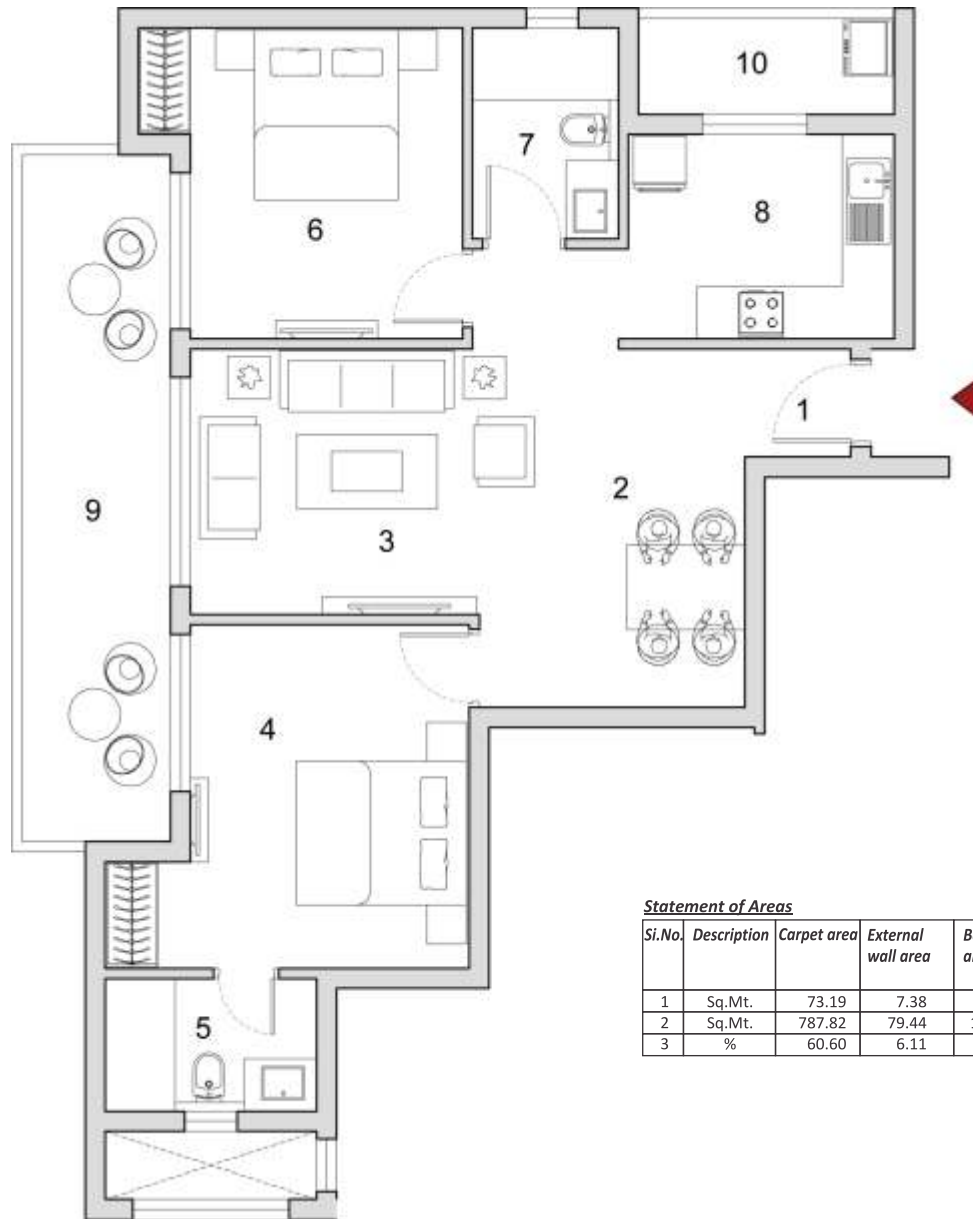 10
7
8
6
1
2
9
3
4
5
Statement of Areas
Si.No. Description Carpet area External wall area
1 Sq.Mt. 73.19 7.38
2 Sq.Mt. 787.82 79.44
3 % 60.60 6.11